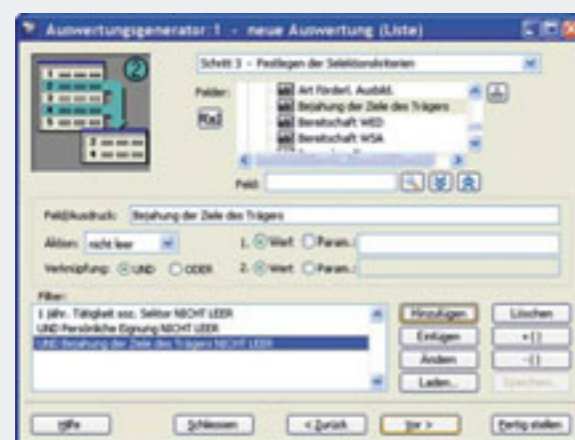 Auswertungsgenerator:1 - neue Auswertung (Liste)
Schritt 3 - Festlegen der Selektionskriterien
Felder:
Art Förderl. Ausbild.
Bejahung der Ziele des Trägers
Bereitschaft WED
Bereitschaft WSA
F(x)
Feld:
Feld/Ausdruck: Bejahung der Ziele des Trägers
Aktion: nicht leer 1. Wert Param.:
Verknüpfung: UND ODER 2. Wert Param.:
Filter:
1 jähr. Tätigkeit soz. Sektor NICHT LEER
UND Persönliche Eignung NICHT LEER
UND Bejahung der Ziele des Trägers NICHT LEER
Hinzufügen Löschen
Einfügen +()
Ändern -()
Laden... Speichern...
Hilfe Schliessen < Zurück Vor > Fertig stellen